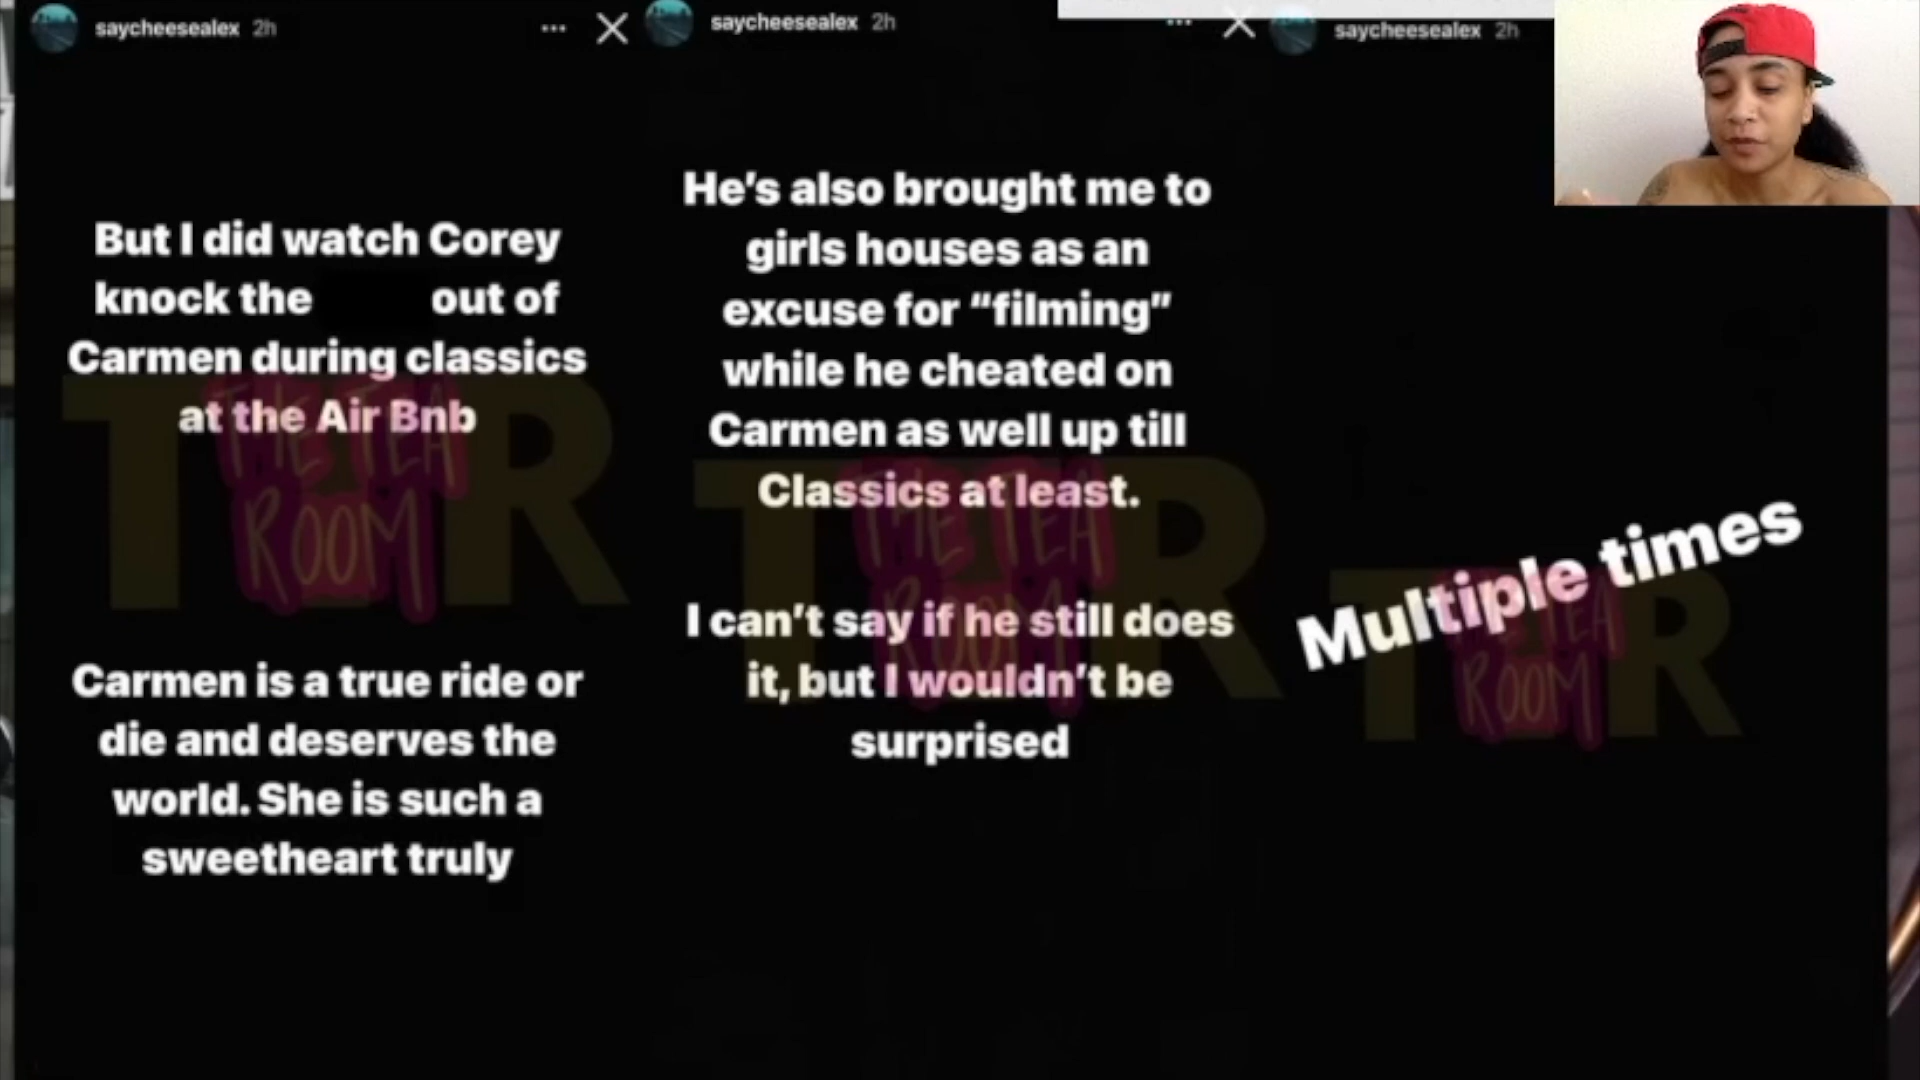 saycheesealex 2h
But I did watch Corey
knock the out of
Carmen during classics
at the Air Bnb
Carmen is a true ride or
die and deserves the
world. She is such a
sweetheart truly
saycheesealex 2h
He's also brought me to
girls houses as an
excuse for "filming"
while he cheated on
Carmen as well up till
Classics at least.
I can't say if he still does
it, but I wouldn't be
surprised
saycheesealex 2h
Multiple times
TTR
THE TEA
ROOM
TTR
THE TEA
ROOM
TTR
TEA
ROOM